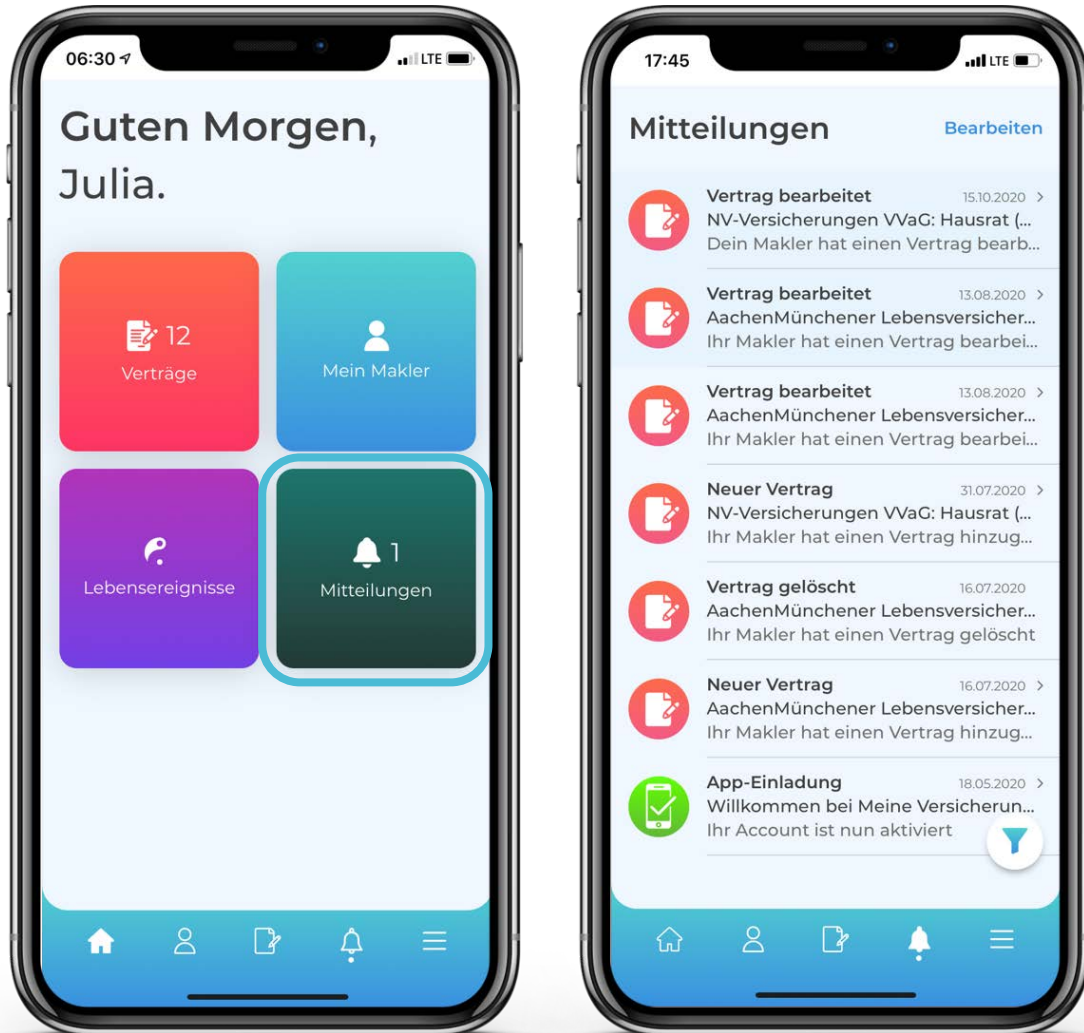 06:30
LTE
Guten Morgen,
Julia.
12
Verträge
Mein Makler
Lebensereignisse
1
Mitteilungen
17:45
LTE
Mitteilungen
Bearbeiten
Vertrag bearbeitet 15.10.2020
NV-Versicherungen VVaG: Hausrat (...
Dein Makler hat einen Vertrag bearb...
Vertrag bearbeitet 13.08.2020
AachenMünchener Lebensversicher...
Ihr Makler hat einen Vertrag bearbei...
Vertrag bearbeitet 13.08.2020
AachenMünchener Lebensversicher...
Ihr Makler hat einen Vertrag bearbei...
Neuer Vertrag 31.07.2020
NV-Versicherungen VVaG: Hausrat (...
Ihr Makler hat einen Vertrag hinzug...
Vertrag gelöscht 16.07.2020
AachenMünchener Lebensversicher...
Ihr Makler hat einen Vertrag gelöscht
Neuer Vertrag 16.07.2020
AachenMünchener Lebensversicher...
Ihr Makler hat einen Vertrag hinzug...
App-Einladung 18.05.2020
Willkommen bei Meine Versicherun...
Ihr Account ist nun aktiviert